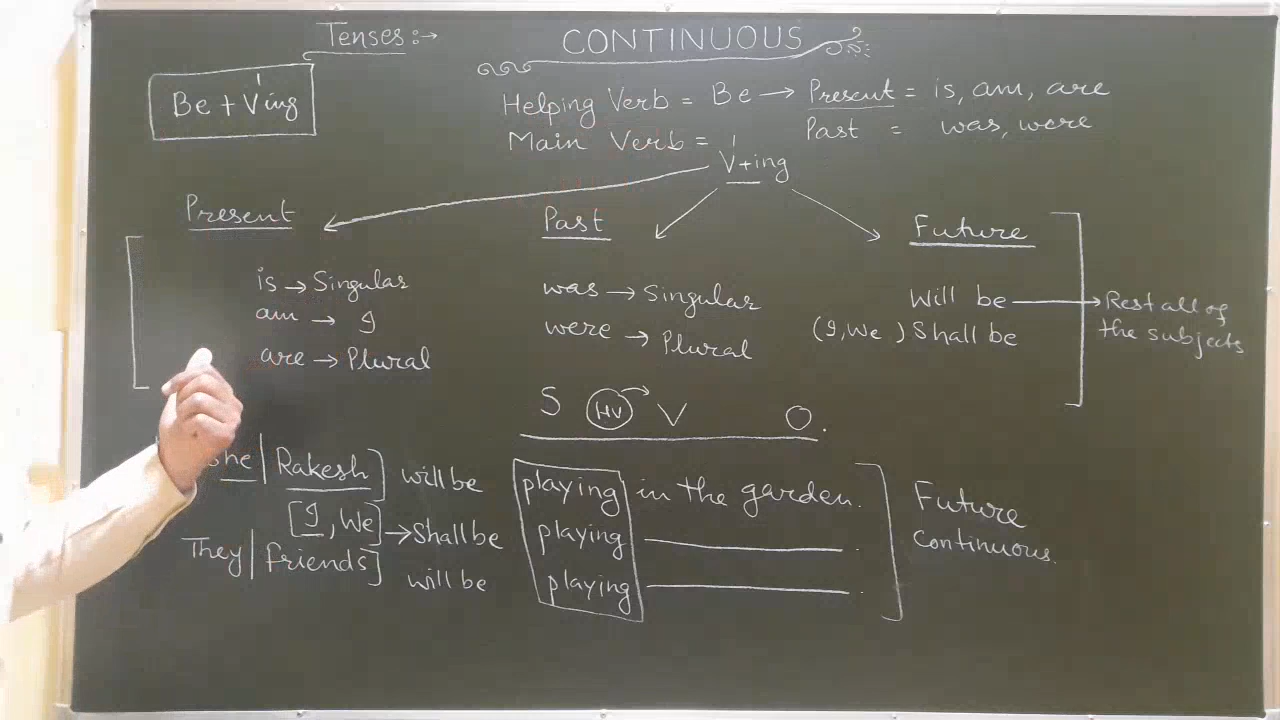 Tenses:→
CONTINUOUS
Be + V¹ing
Helping Verb = Be → Present = is, am, are
Past = was, were
Main Verb = V¹+ing
Present
is → Singular
am → I
are → Plural
Past
was → Singular
were → Plural
Future
Will be → Rest all of
the subjects
(I, We) Shall be
S HV V O.
Rakesh] will be playing in the garden.
[I, We] → Shall be playing
They | friends] will be playing
Future
continuous.